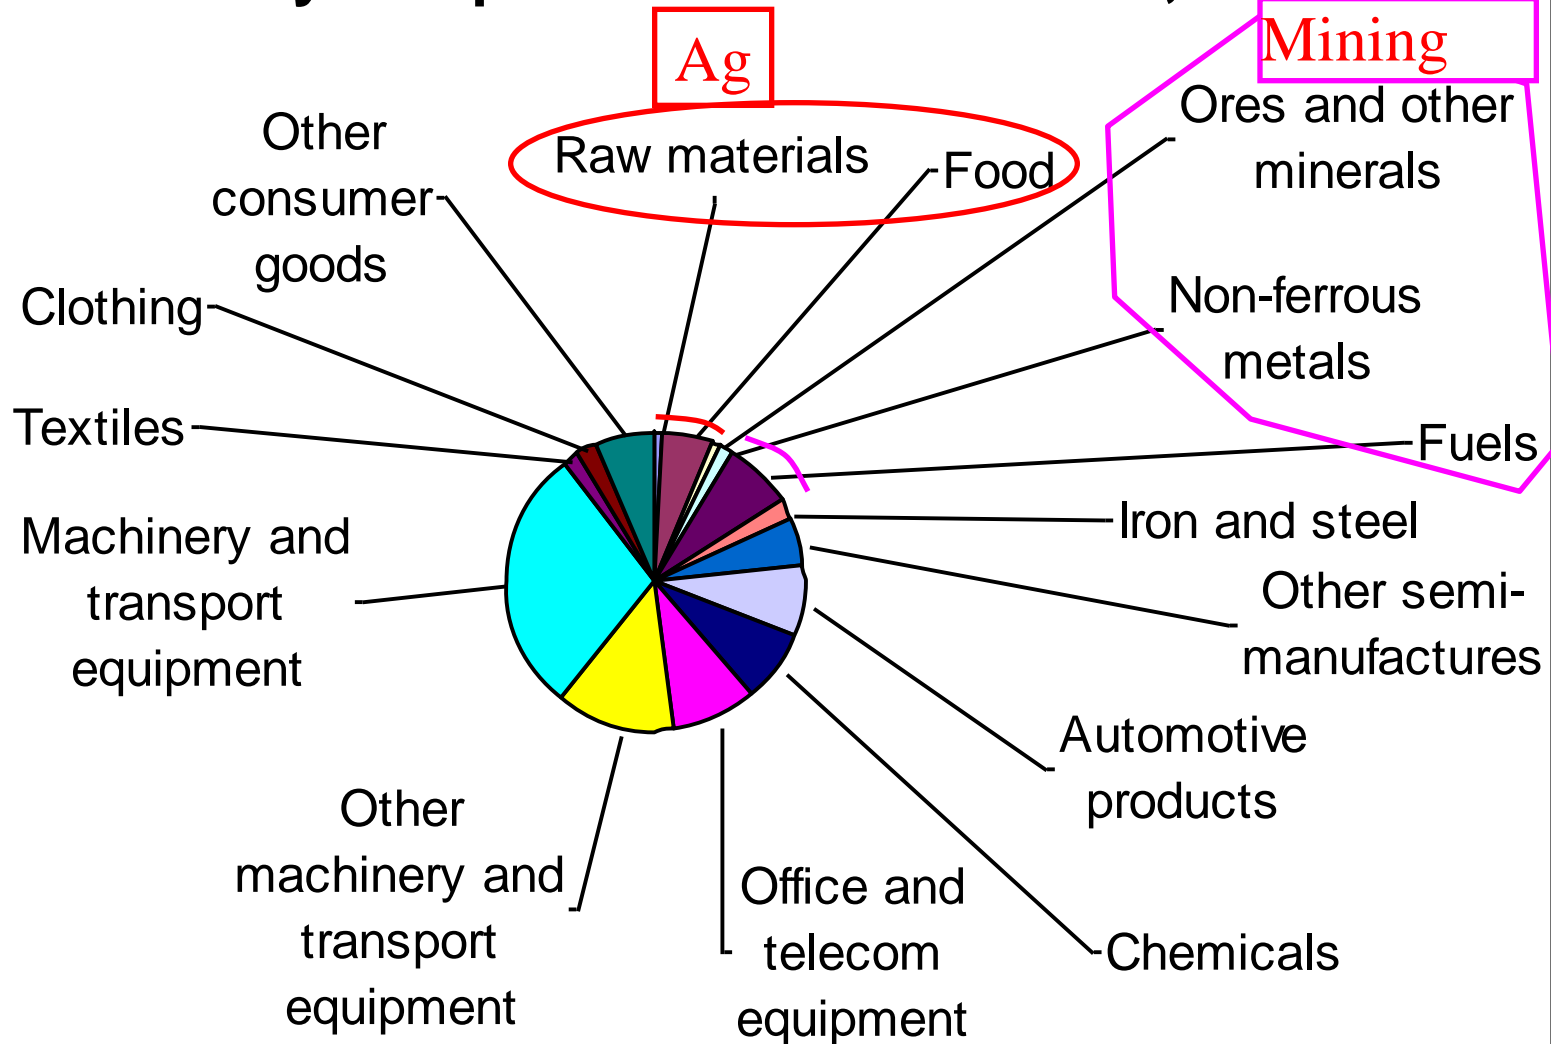 Ag
Mining
Other
consumer
goods
Raw materials
Food
Ores and other
minerals
Clothing
Non-ferrous
metals
Textiles
Fuels
Machinery and
transport
equipment
Iron and steel
Other semi-
manufactures
Automotive
products
Other
machinery and
transport
equipment
Office and
telecom
equipment
Chemicals